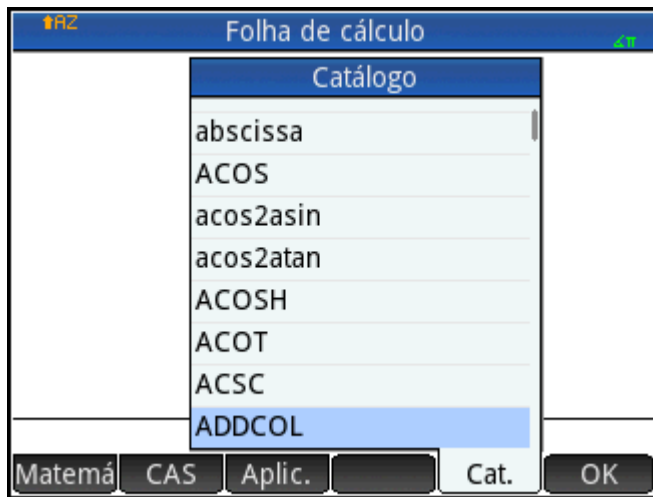 AZ
Folha de cálculo
∡π
Catálogo
abscissa
ACOS
acos2asin
acos2atan
ACOSH
ACOT
ACSC
ADDCOL
Matemá CAS Aplic. Cat. OK